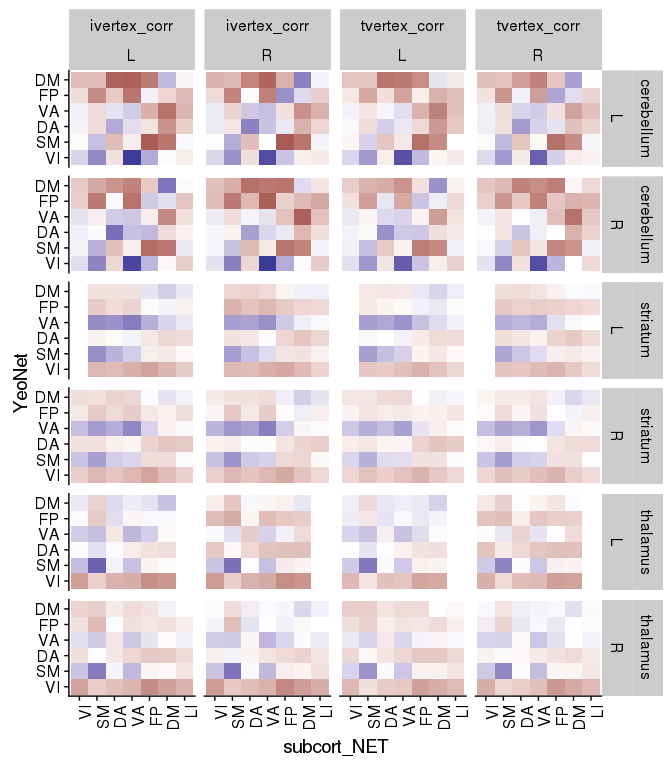 ivertex_corr ivertex_corr tvertex_corr tvertex_corr
L R L R
DM
FP
VA
DA
SM
VI
cerebellum
L
DM
FP
VA
DA
SM
VI
cerebellum
R
DM
FP
VA
DA
SM
VI
striatum
L
DM
FP
VA
DA
SM
VI
striatum
R
DM
FP
VA
DA
SM
VI
thalamus
L
DM
FP
VA
DA
SM
VI
thalamus
R
YeoNet
VI SM DA VA FP DM LI VI SM DA VA FP DM LI VI SM DA VA FP DM LI VI SM DA VA FP DM LI
subcort_NET